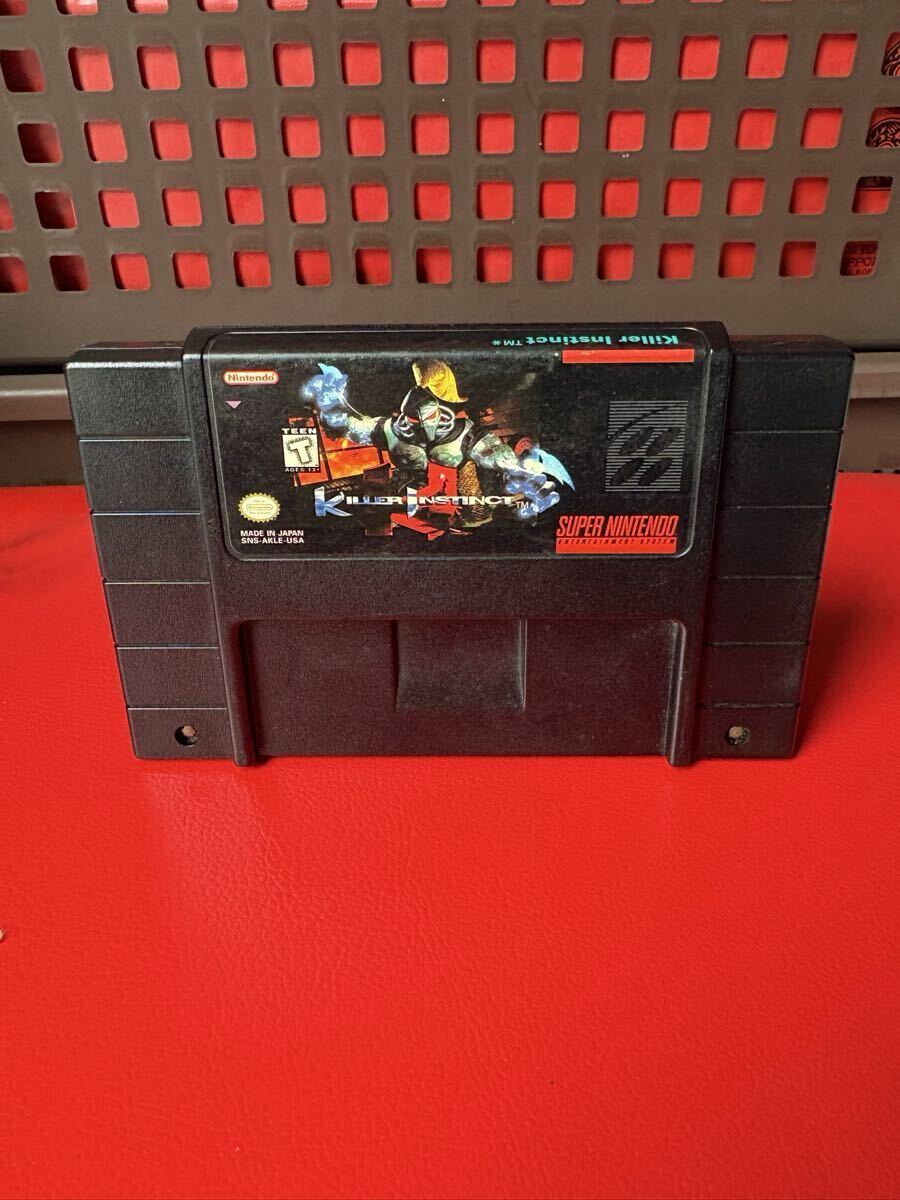 Killer Instinct TM*
Nintendo
TEEN
T
AGES 13+
KILLER INSTINCT TM
MADE IN JAPAN
SNS-AKLE-USA
SUPER NINTENDO
ENTERTAINMENT SYSTEM